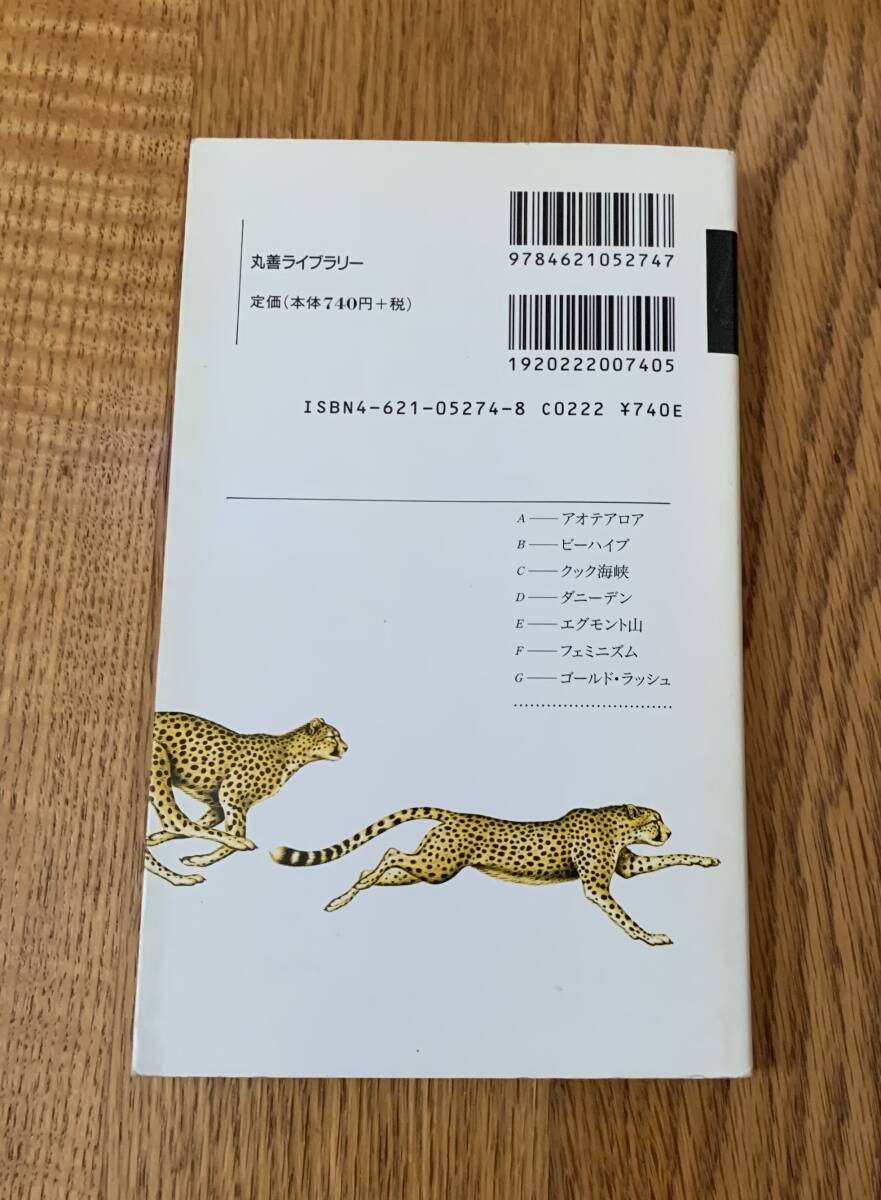 9784621052747
丸善ライブラリー
定価(本体740円+税)
1920222007405
ISBN4-621-05274-8 C0222 ¥740E
A——アオテアロア
B——ビーハイブ
C——クック海峡
D——ダニーデン
E——エグモント山
F——フェミニズム
G——ゴールド・ラッシュ